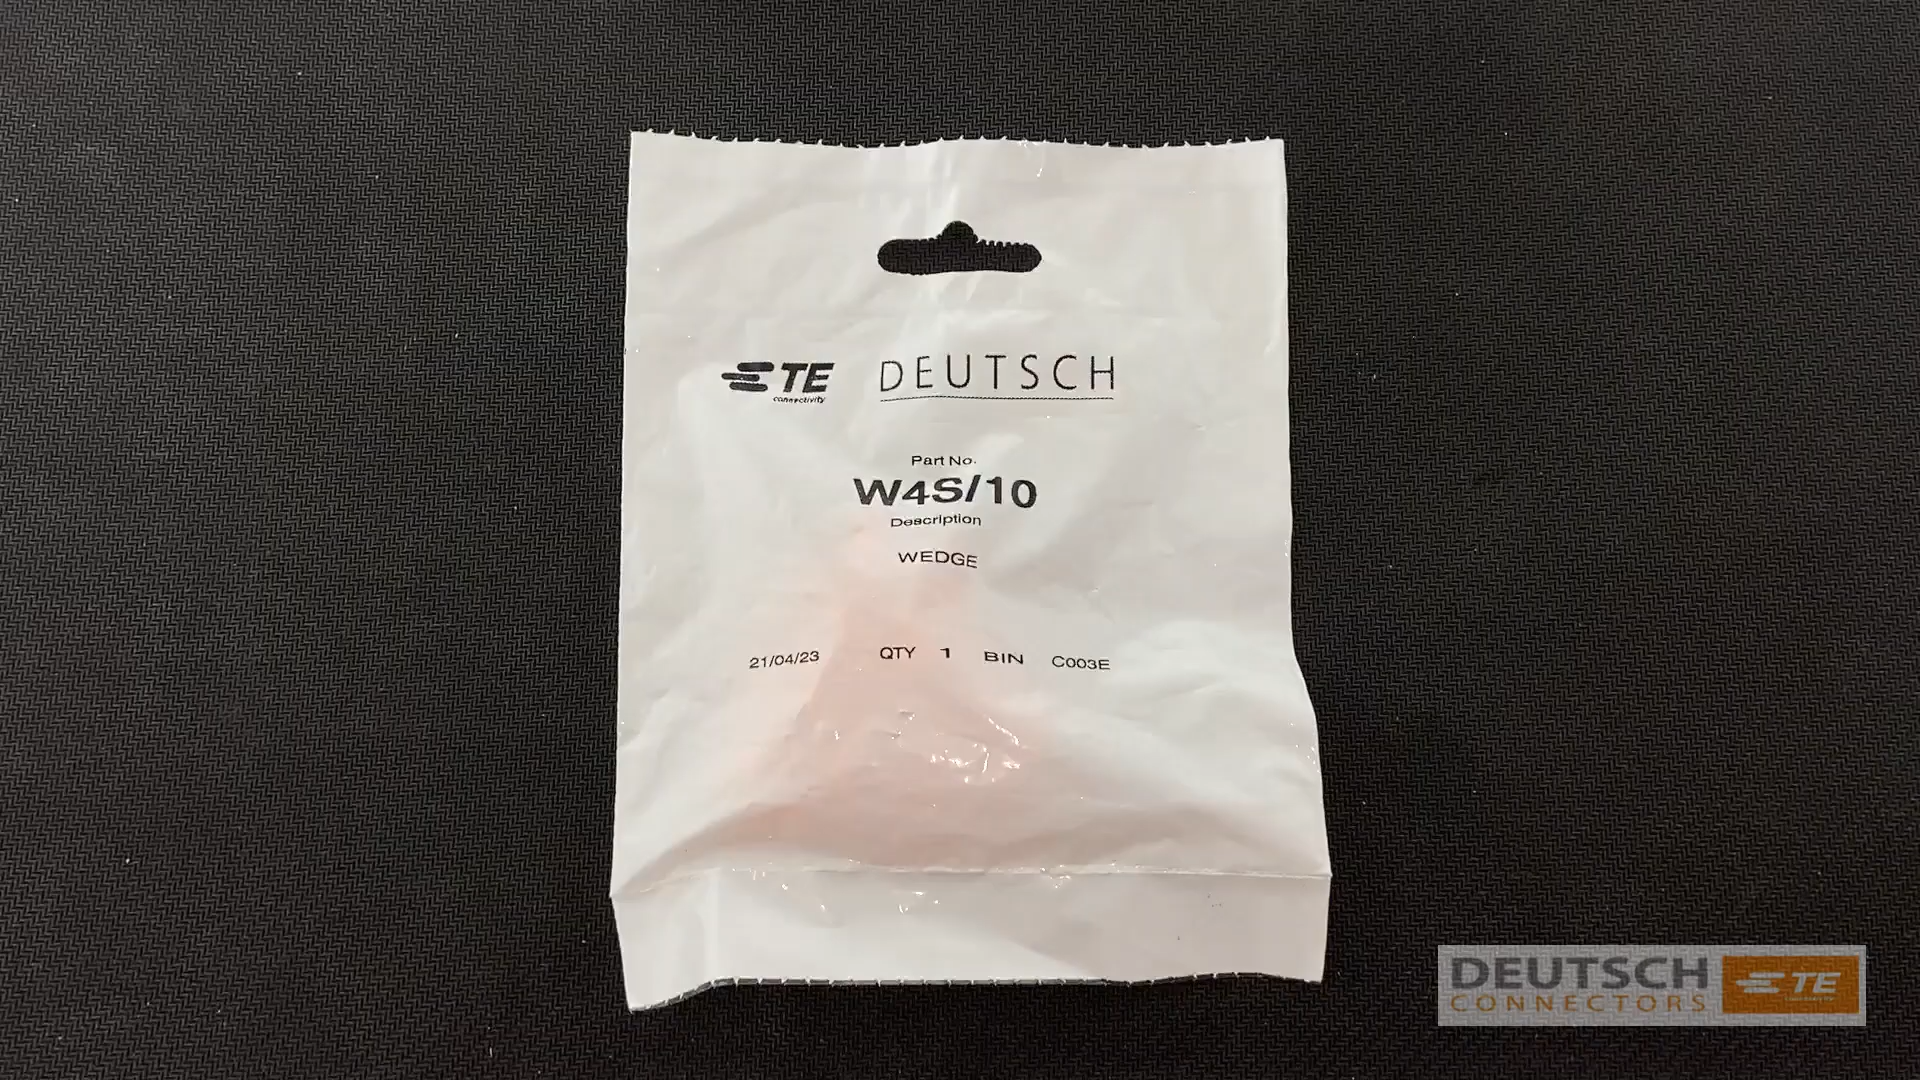 TE DEUTSCH
connectivity
Part No.
W4S/10
Description
WEDGE
21/04/23 QTY 1 BIN C003E
DEUTSCH
CONNECTORS
TE